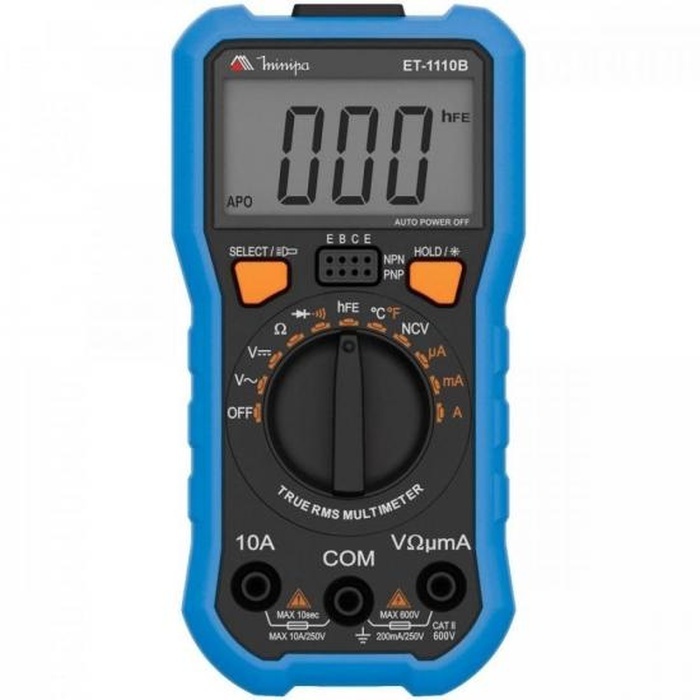 minipa ET-1110B
000 hFE
APO
AUTO POWER OFF
E B C E
SELECT / HOLD / ☀
NPN
PNP
hFE
Ω °C °F
V⎓ NCV
V~ µA
mA
OFF A
TRUE RMS MULTIMETER
10A COM VΩµmA
MAX 10sec MAX 600V
MAX 10A/250V 200mA/250V CAT II
600V